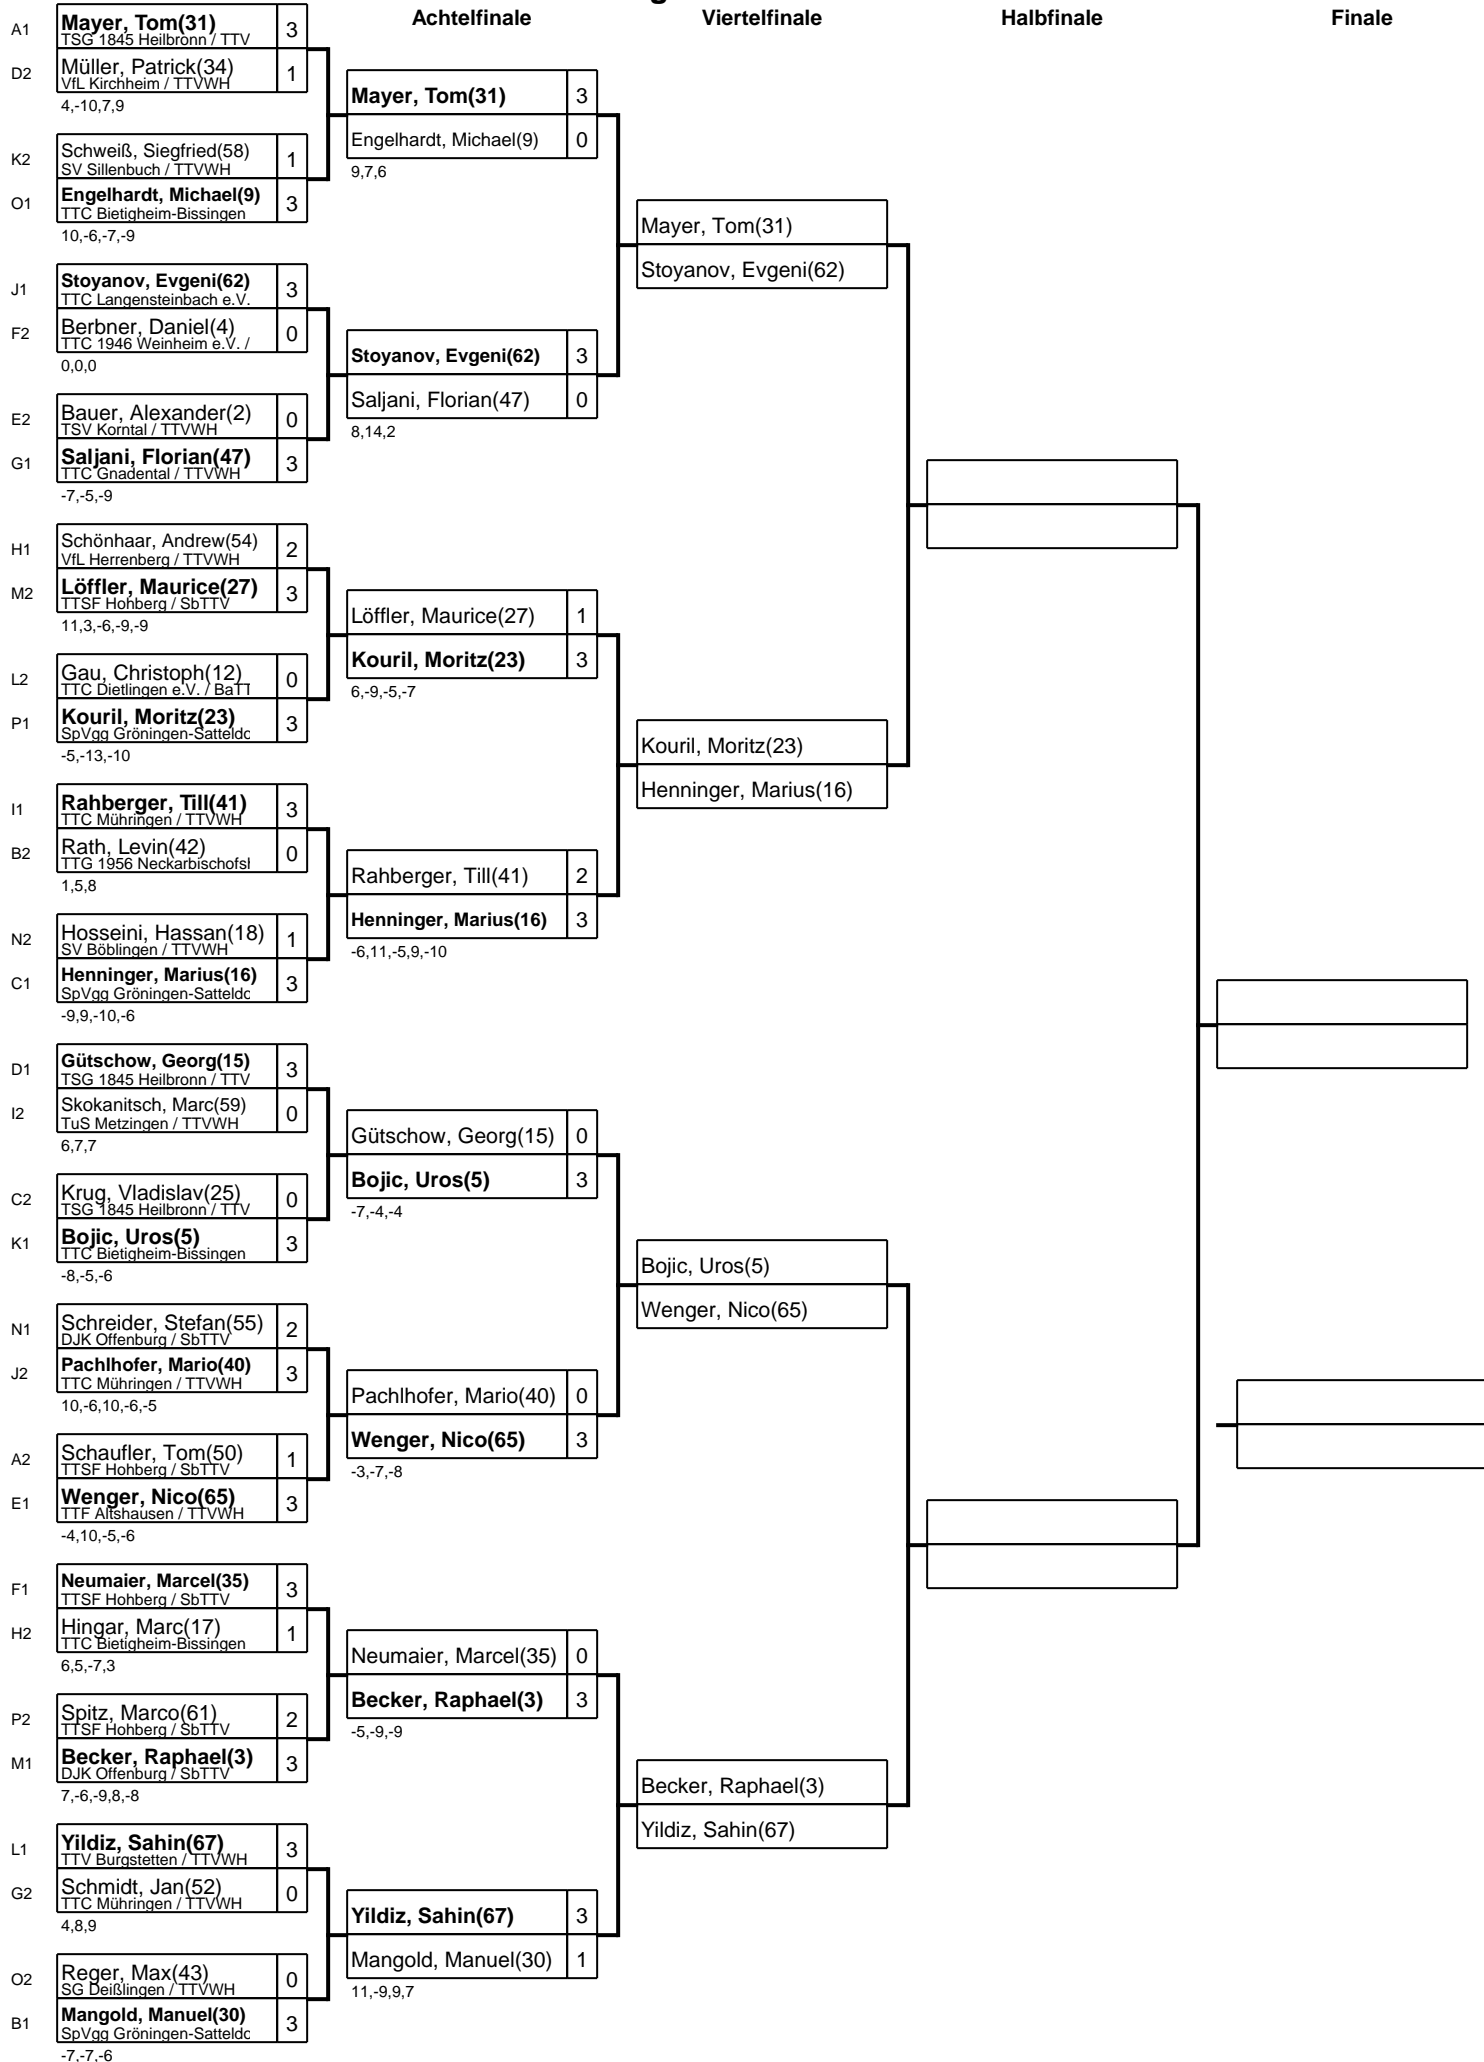 g
Achtelfinale Viertelfinale Halbfinale Finale
A1 Mayer, Tom(31) 3
TSG 1845 Heilbronn / TTV
D2 Müller, Patrick(34) 1
VfL Kirchheim / TTVWH
4,-10,7,9
K2 Schweiß, Siegfried(58) 1
SV Sillenbuch / TTVWH
O1 Engelhardt, Michael(9) 3
TTC Bietigheim-Bissingen
10,-6,-7,-9
J1 Stoyanov, Evgeni(62) 3
TTC Langensteinbach e.V.
F2 Berbner, Daniel(4) 0
TTC 1946 Weinheim e.V. /
0,0,0
E2 Bauer, Alexander(2) 0
TSV Korntal / TTVWH
G1 Saljani, Florian(47) 3
TTC Gnadental / TTVWH
-7,-5,-9
H1 Schönhaar, Andrew(54) 2
VfL Herrenberg / TTVWH
M2 Löffler, Maurice(27) 3
TTSF Hohberg / SbTTV
11,3,-6,-9,-9
L2 Gau, Christoph(12) 0
TTC Dietlingen e.V. / BaTT
P1 Kouril, Moritz(23) 3
SpVgg Gröningen-Satteldo
-5,-13,-10
I1 Rahberger, Till(41) 3
TTC Mühringen / TTVWH
B2 Rath, Levin(42) 0
TTG 1956 Neckarbischofsh
1,5,8
N2 Hosseini, Hassan(18) 1
SV Böblingen / TTVWH
C1 Henninger, Marius(16) 3
SpVgg Gröningen-Satteldo
-9,9,-10,-6
D1 Gütschow, Georg(15) 3
TSG 1845 Heilbronn / TTV
I2 Skokanitsch, Marc(59) 0
TuS Metzingen / TTVWH
6,7,7
C2 Krug, Vladislav(25) 0
TSG 1845 Heilbronn / TTV
K1 Bojic, Uros(5) 3
TTC Bietigheim-Bissingen
-8,-5,-6
N1 Schreider, Stefan(55) 2
DJK Offenburg / SbTTV
J2 Pachlhofer, Mario(40) 3
TTC Mühringen / TTVWH
10,-6,10,-6,-5
A2 Schaufler, Tom(50) 1
TTSF Hohberg / SbTTV
E1 Wenger, Nico(65) 3
TTF Altshausen / TTVWH
-4,10,-5,-6
F1 Neumaier, Marcel(35) 3
TTSF Hohberg / SbTTV
H2 Hingar, Marc(17) 1
TTC Bietigheim-Bissingen
6,5,-7,3
P2 Spitz, Marco(61) 2
TTSF Hohberg / SbTTV
M1 Becker, Raphael(3) 3
DJK Offenburg / SbTTV
7,-6,-9,8,-8
L1 Yildiz, Sahin(67) 3
TTV Burgstetten / TTVWH
G2 Schmidt, Jan(52) 0
TTC Mühringen / TTVWH
4,8,9
O2 Reger, Max(43) 0
SG Deißlingen / TTVWH
B1 Mangold, Manuel(30) 3
SpVgg Gröningen-Satteldo
-7,-7,-6
Mayer, Tom(31) 3
Engelhardt, Michael(9) 0
9,7,6
Stoyanov, Evgeni(62) 3
Saljani, Florian(47) 0
8,14,2
Löffler, Maurice(27) 1
Kouril, Moritz(23) 3
6,-9,-5,-7
Rahberger, Till(41) 2
Henninger, Marius(16) 3
-6,11,-5,9,-10
Gütschow, Georg(15) 0
Bojic, Uros(5) 3
-7,-4,-4
Pachlhofer, Mario(40) 0
Wenger, Nico(65) 3
-3,-7,-8
Neumaier, Marcel(35) 0
Becker, Raphael(3) 3
-5,-9,-9
Yildiz, Sahin(67) 3
Mangold, Manuel(30) 1
11,-9,9,7
Mayer, Tom(31)
Stoyanov, Evgeni(62)
Kouril, Moritz(23)
Henninger, Marius(16)
Bojic, Uros(5)
Wenger, Nico(65)
Becker, Raphael(3)
Yildiz, Sahin(67)